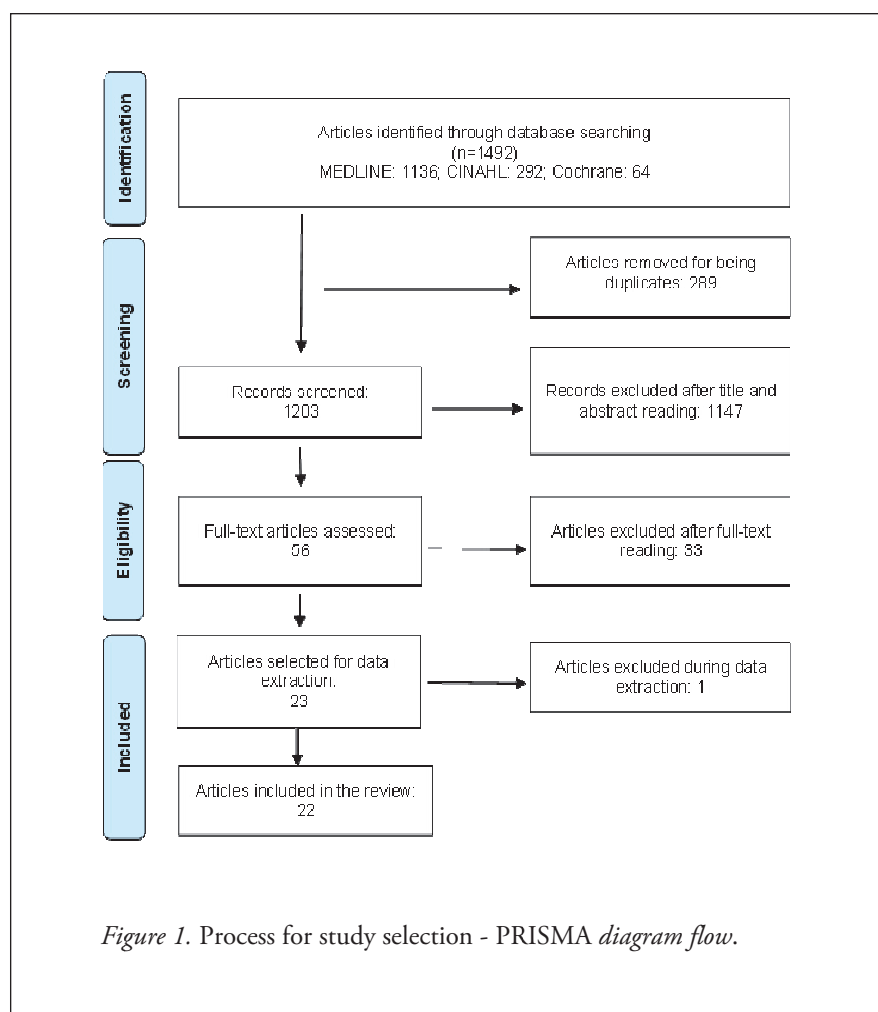 Identification
Articles identified through database searching
(n=1492)
MEDLINE: 1136; CINAHL: 292; Cochrane: 64
Screening
Articles removed for being
duplicates: 289
Records screened:
1203
Records excluded after title and
abstract reading: 1147
Eligibility
Full-text articles assessed:
56
Articles excluded after full-text
reading: 33
Included
Articles selected for data
extraction:
23
Articles excluded during data
extraction: 1
Articles included in the review:
22
Figure 1. Process for study selection - PRISMA diagram flow.